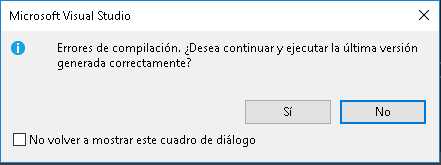 Microsoft Visual Studio
Errores de compilación. ¿Desea continuar y ejecutar la última versión
generada correctamente?
Sí
No
No volver a mostrar este cuadro de diálogo